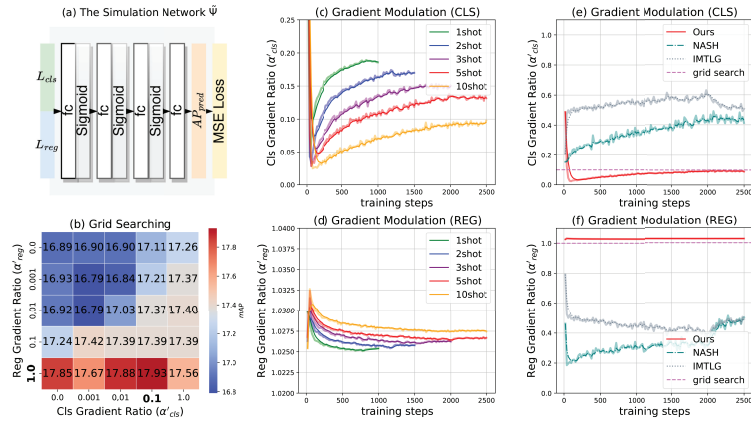 (a) The Simulation Network Ψ̃
L_cls
L_reg
fc
Sigmoid
fc
Sigmoid
fc
Sigmoid
fc
AP_pred
MSE Loss
(b) Grid Searching
Reg Gradient Ratio (α'_reg)
0.0 16.89 16.90 16.90 17.11 17.26
0.001 16.93 16.79 16.84 17.21 17.37
0.01 16.92 16.79 17.03 17.37 17.40
0.1 17.24 17.42 17.39 17.39 17.39
1.0 17.85 17.67 17.88 17.93 17.56
0.0 0.001 0.01 0.1 1.0
Cls Gradient Ratio (α'_cls)
17.8
17.6
17.4
17.2
17.0
16.8
mAP
(c) Gradient Modulation (CLS)
Cls Gradient Ratio (α'_cls)
0.25
0.20
0.15
0.10
0.05
0.00
1shot
2shot
3shot
5shot
10shot
0 500 1000 1500 2000 2500
training steps
(d) Gradient Modulation (REG)
Reg Gradient Ratio (α'_reg)
1.0400
1.0375
1.0350
1.0325
1.0300
1.0275
1.0250
1.0225
1.0200
1shot
2shot
3shot
5shot
10shot
0 500 1000 1500 2000 2500
training steps
(e) Gradient Modulation (CLS)
Cls Gradient Ratio (α'_cls)
1.0
0.8
0.6
0.4
0.2
0.0
Ours
NASH
IMTLG
grid search
0 500 1000 1500 2000 2500
training steps
(f) Gradient Modulation (REG)
Reg Gradient Ratio (α'_reg)
1.0
0.8
0.6
0.4
0.2
0.0
Ours
NASH
IMTLG
grid search
0 500 1000 1500 2000 2500
training steps